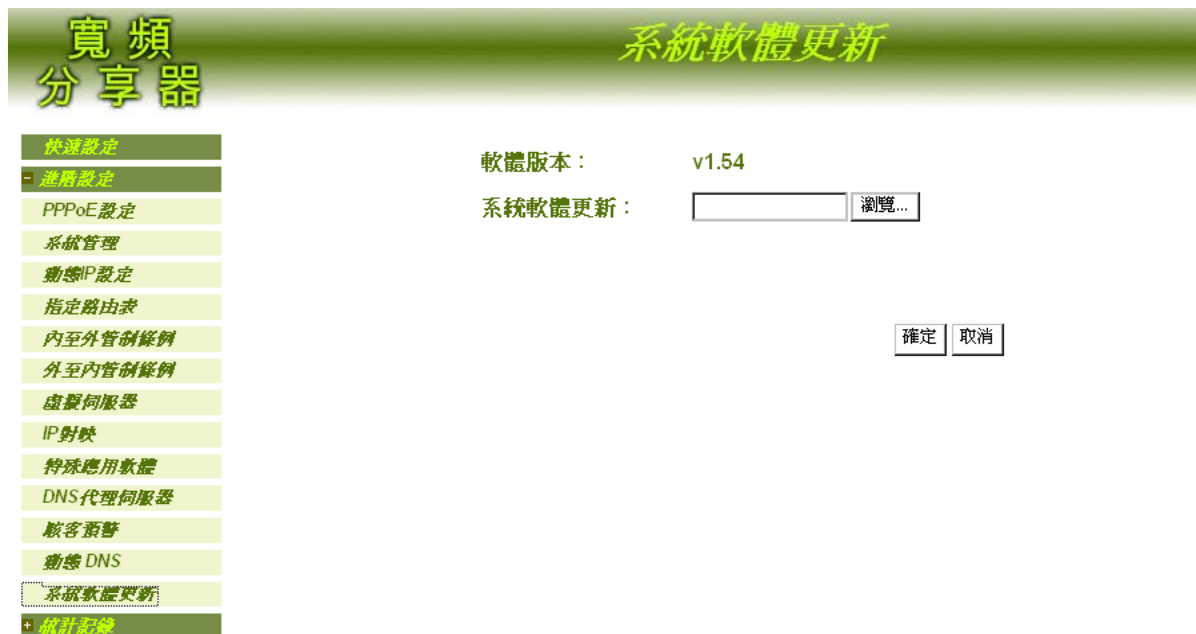 寬頻
分享器
系統軟體更新
快速設定
進階設定
PPPoE設定
系統管理
動態IP設定
指定路由表
內至外管制條例
外至內管制條例
虛擬伺服器
IP對映
特殊應用軟體
DNS代理伺服器
駭客預警
動態 DNS
系統軟體更新
統計記錄
軟體版本： v1.54
系統軟體更新： 瀏覽...
確定 取消